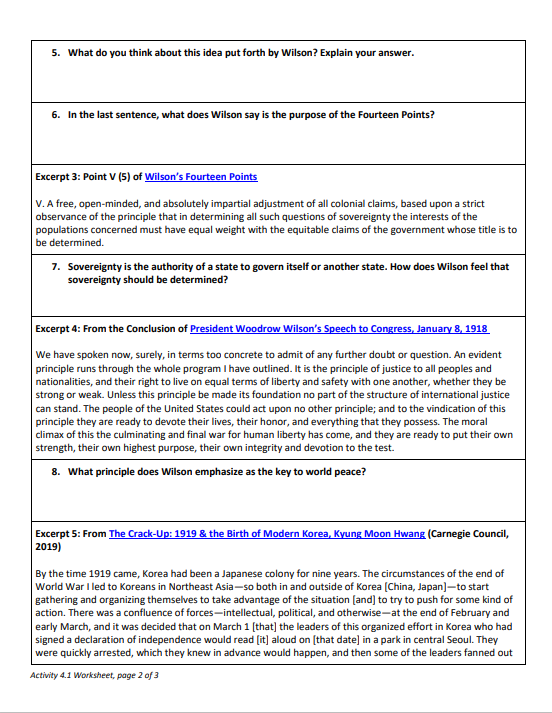 5. What do you think about this idea put forth by Wilson? Explain your answer.
6. In the last sentence, what does Wilson say is the purpose of the Fourteen Points?
Excerpt 3: Point V (5) of Wilson's Fourteen Points
V. A free, open-minded, and absolutely impartial adjustment of all colonial claims, based upon a strict
observance of the principle that in determining all such questions of sovereignty the interests of the
populations concerned must have equal weight with the equitable claims of the government whose title is to
be determined.
7. Sovereignty is the authority of a state to govern itself or another state. How does Wilson feel that
sovereignty should be determined?
Excerpt 4: From the Conclusion of President Woodrow Wilson's Speech to Congress, January 8, 1918
We have spoken now, surely, in terms too concrete to admit of any further doubt or question. An evident
principle runs through the whole program I have outlined. It is the principle of justice to all peoples and
nationalities, and their right to live on equal terms of liberty and safety with one another, whether they be
strong or weak. Unless this principle be made its foundation no part of the structure of international justice
can stand. The people of the United States could act upon no other principle; and to the vindication of this
principle they are ready to devote their lives, their honor, and everything that they possess. The moral
climax of this the culminating and final war for human liberty has come, and they are ready to put their own
strength, their own highest purpose, their own integrity and devotion to the test.
8. What principle does Wilson emphasize as the key to world peace?
Excerpt 5: From The Crack-Up: 1919 & the Birth of Modern Korea, Kyung Moon Hwang (Carnegie Council,
2019)
By the time 1919 came, Korea had been a Japanese colony for nine years. The circumstances of the end of
World War I led to Koreans in Northeast Asia—so both in and outside of Korea [China, Japan]—to start
gathering and organizing themselves to take advantage of the situation [and] to try to push for some kind of
action. There was a confluence of forces—intellectual, political, and otherwise—at the end of February and
early March, and it was decided that on March 1 [that] the leaders of this organized effort in Korea who had
signed a declaration of independence would read [it] aloud on [that date] in a park in central Seoul. They
were quickly arrested, which they knew in advance would happen, and then some of the leaders fanned out
Activity 4.1 Worksheet, page 2 of 3